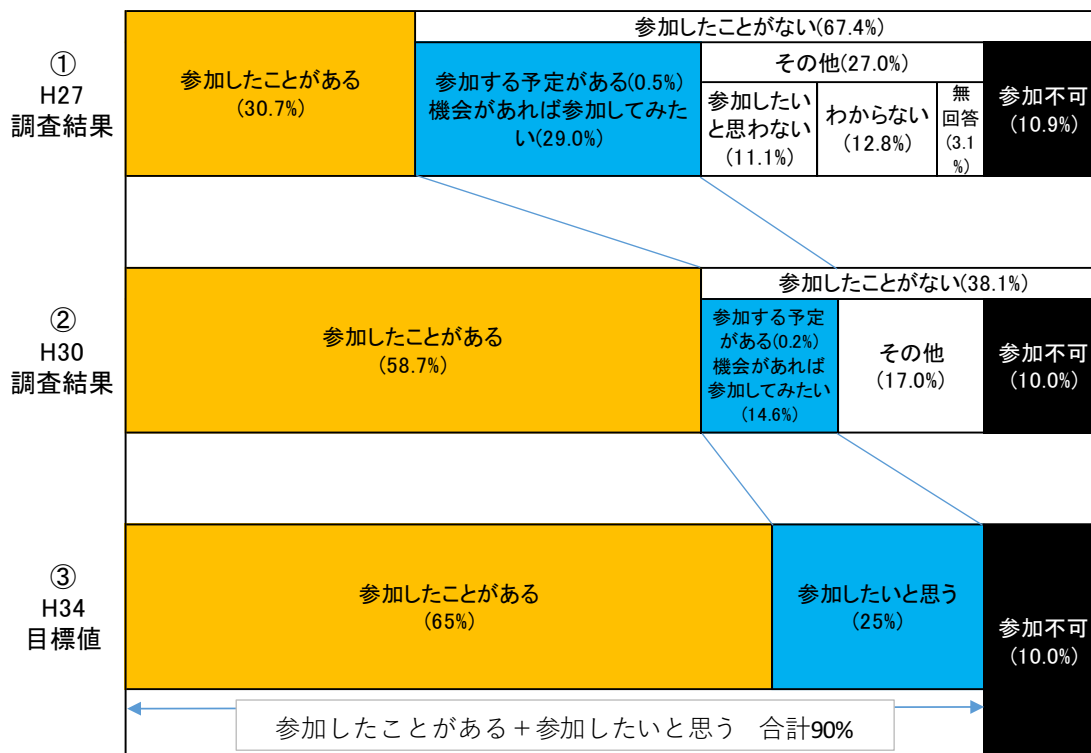 ①
H27
調査結果
参加したことがある
(30.7%)
参加したことがない(67.4%)
参加する予定がある(0.5%)
機会があれば参加してみた
い(29.0%)
その他(27.0%)
参加したい
と思わない
(11.1%)
わからない
(12.8%)
無
回答
(3.1
%)
参加不可
(10.9%)
②
H30
調査結果
参加したことがある
(58.7%)
参加したことがない(38.1%)
参加する予定
がある(0.2%)
機会があれば
参加してみたい
(14.6%)
その他
(17.0%)
参加不可
(10.0%)
③
H34
目標値
参加したことがある
(65%)
参加したいと思う
(25%)
参加不可
(10.0%)
参加したことがある＋参加したいと思う　合計90%